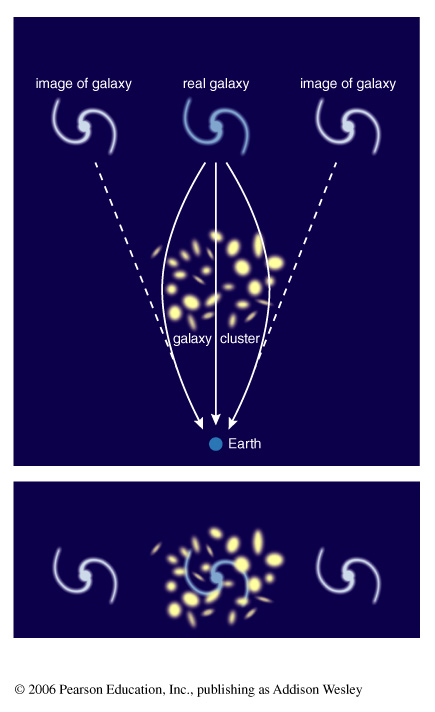 image of galaxy real galaxy image of galaxy
galaxy cluster
Earth
© 2006 Pearson Education, Inc., publishing as Addison Wesley